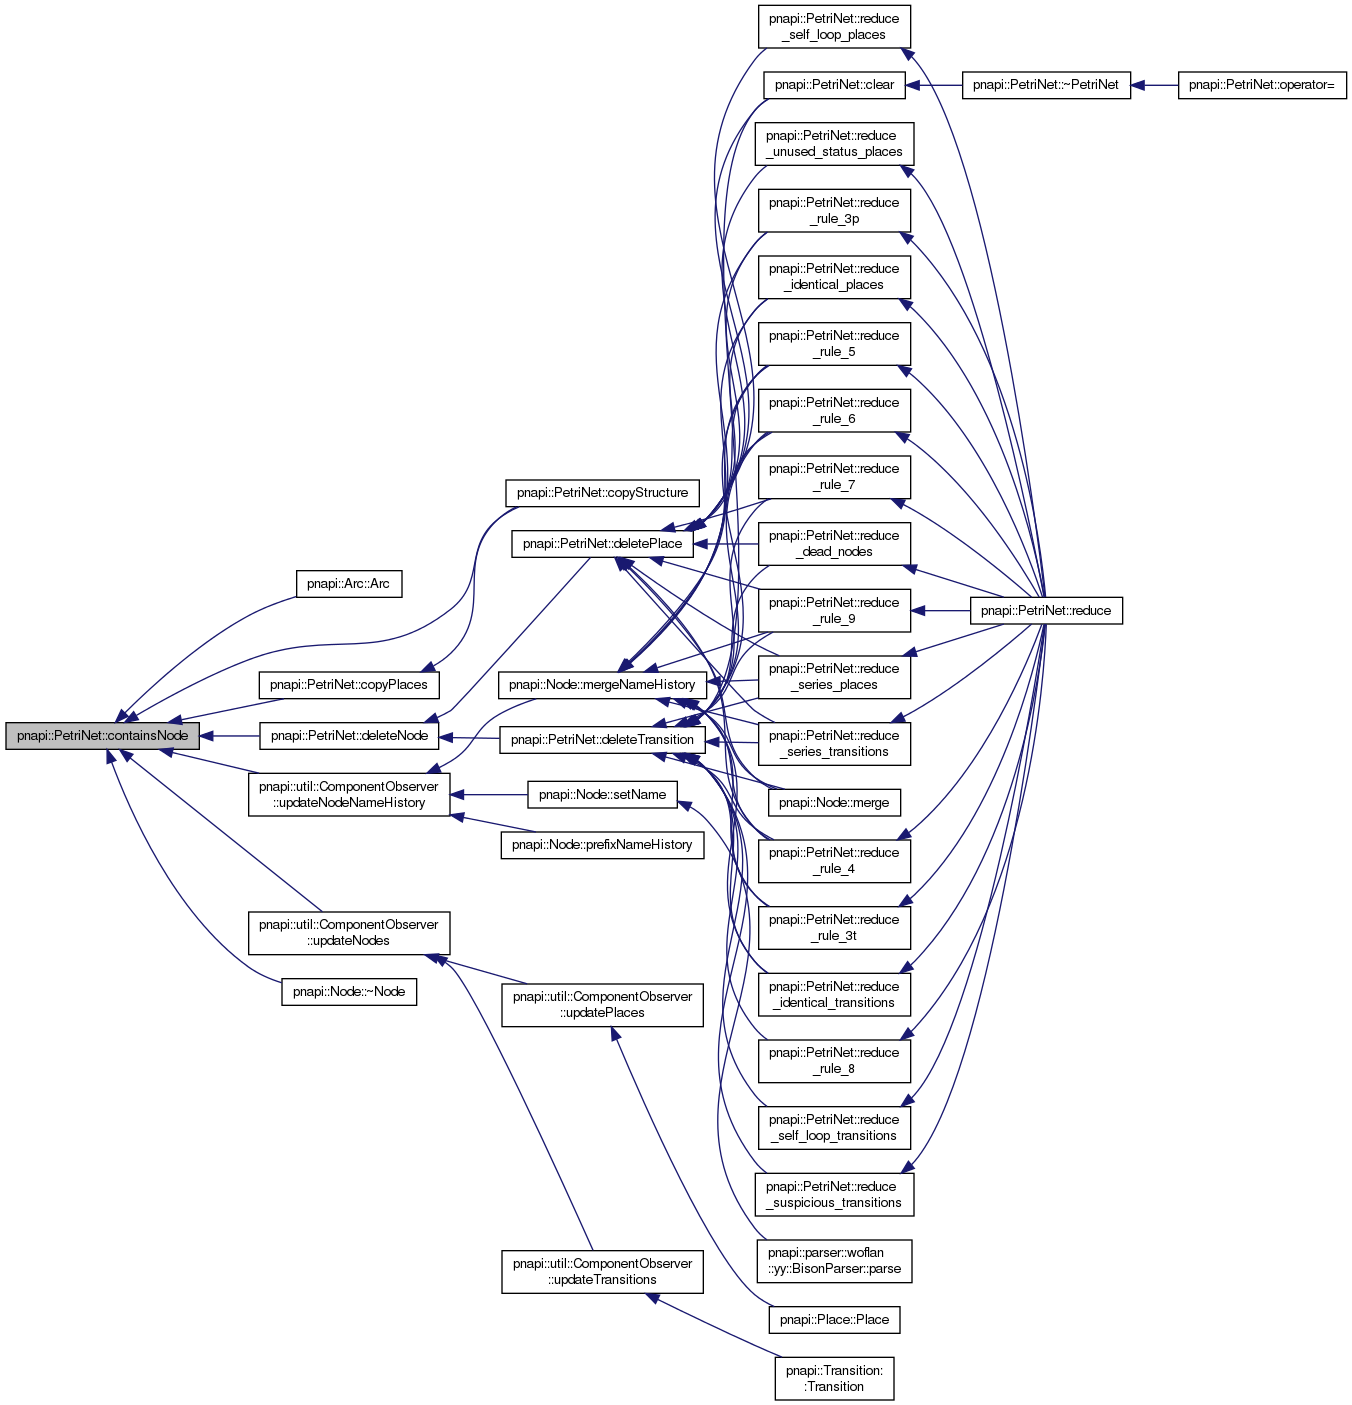 pnapi::PetriNet::containsNode
pnapi::Arc::Arc
pnapi::PetriNet::copyPlaces
pnapi::PetriNet::deleteNode
pnapi::util::ComponentObserver
::updateNodeNameHistory
pnapi::util::ComponentObserver
::updateNodes
pnapi::Node::~Node
pnapi::PetriNet::copyStructure
pnapi::PetriNet::deletePlace
pnapi::Node::mergeNameHistory
pnapi::PetriNet::deleteTransition
pnapi::Node::setName
pnapi::Node::prefixNameHistory
pnapi::util::ComponentObserver
::updatePlaces
pnapi::util::ComponentObserver
::updateTransitions
pnapi::PetriNet::reduce
_self_loop_places
pnapi::PetriNet::clear
pnapi::PetriNet::reduce
_unused_status_places
pnapi::PetriNet::reduce
_rule_3p
pnapi::PetriNet::reduce
_identical_places
pnapi::PetriNet::reduce
_rule_5
pnapi::PetriNet::reduce
_rule_6
pnapi::PetriNet::reduce
_rule_7
pnapi::PetriNet::reduce
_dead_nodes
pnapi::PetriNet::reduce
_rule_9
pnapi::PetriNet::reduce
_series_places
pnapi::PetriNet::reduce
_series_transitions
pnapi::Node::merge
pnapi::PetriNet::reduce
_rule_4
pnapi::PetriNet::reduce
_rule_3t
pnapi::PetriNet::reduce
_identical_transitions
pnapi::PetriNet::reduce
_rule_8
pnapi::PetriNet::reduce
_self_loop_transitions
pnapi::PetriNet::reduce
_suspicious_transitions
pnapi::parser::woflan
::yy::BisonParser::parse
pnapi::Place::Place
pnapi::Transition:
:Transition
pnapi::PetriNet::~PetriNet
pnapi::PetriNet::operator=
pnapi::PetriNet::reduce